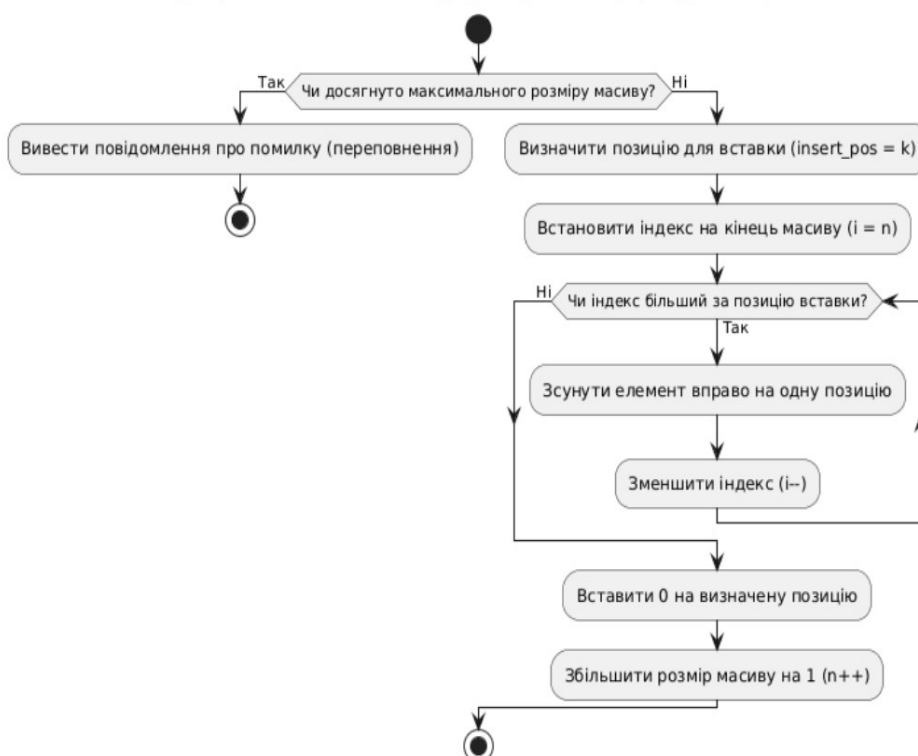 Чи досягнуто максимального розміру масиву?
Так
Ні
Вивести повідомлення про помилку (переповнення)
Визначити позицію для вставки (insert_pos = k)
Встановити індекс на кінець масиву (i = n)
Чи індекс більший за позицію вставки?
Ні
Так
Зсунути елемент вправо на одну позицію
Зменшити індекс (i--)
Вставити 0 на визначену позицію
Збільшити розмір масиву на 1 (n++)